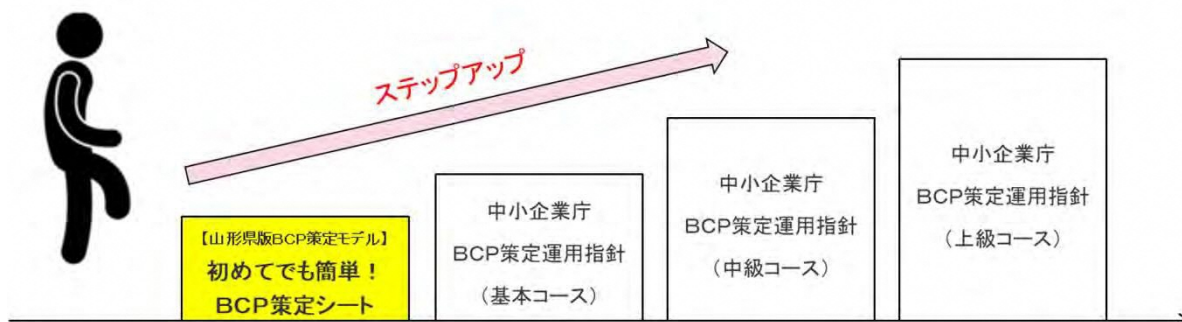 ステップアップ
【山形県版BCP策定モデル】
初めてでも簡単！
BCP策定シート
中小企業庁
BCP策定運用指針
（基本コース）
中小企業庁
BCP策定運用指針
（中級コース）
中小企業庁
BCP策定運用指針
（上級コース）